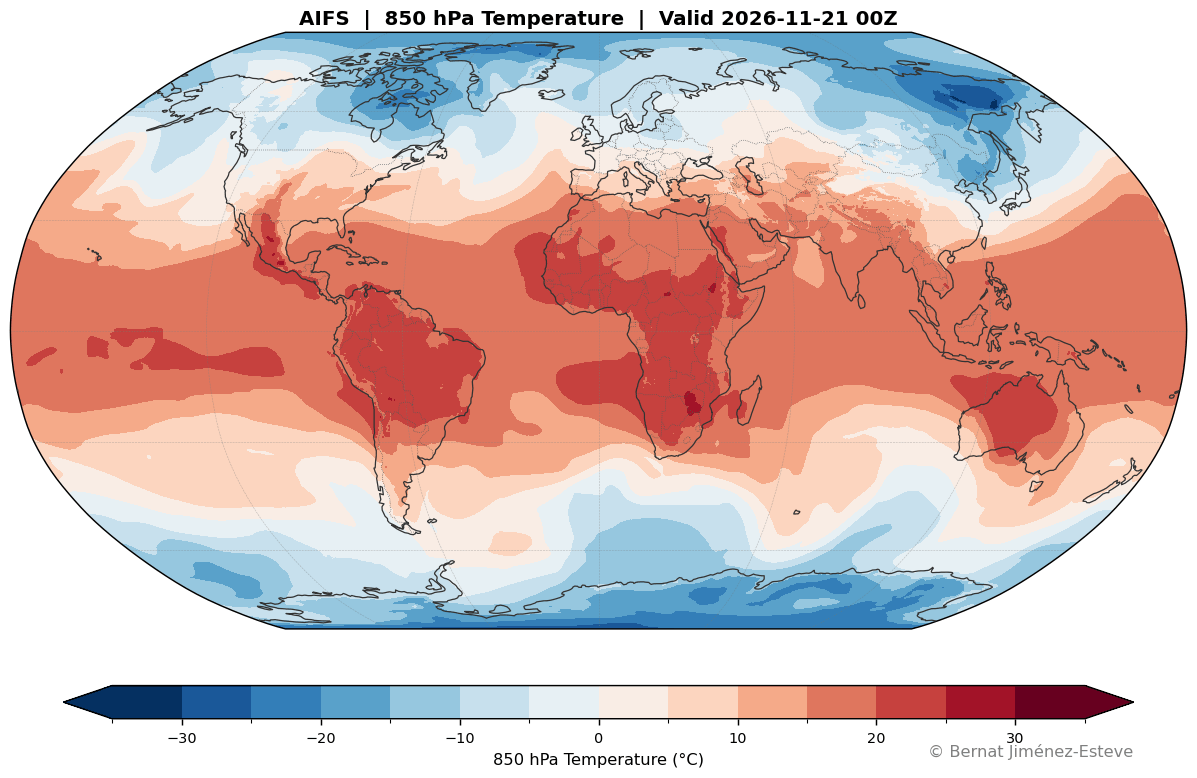 AIFS | 850 hPa Temperature | Valid 2026-11-21 00Z
−30 −20 −10 0 10 20 30
850 hPa Temperature (°C)
© Bernat Jiménez-Esteve